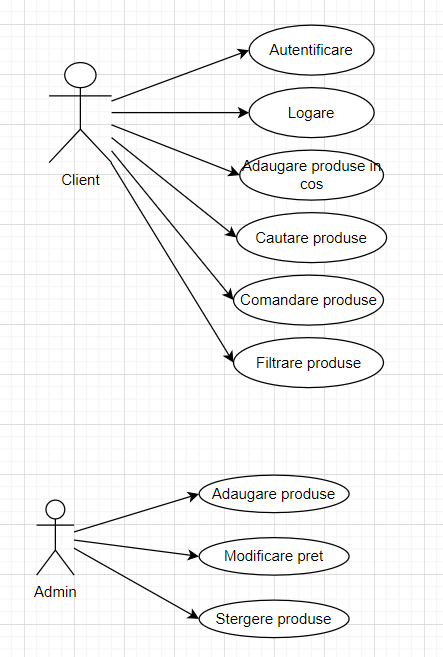 Autentificare
Logare
Adaugare produse in
cos
Client
Cautare produse
Comandare produse
Filtrare produse
Adaugare produse
Modificare pret
Admin
Stergere produse